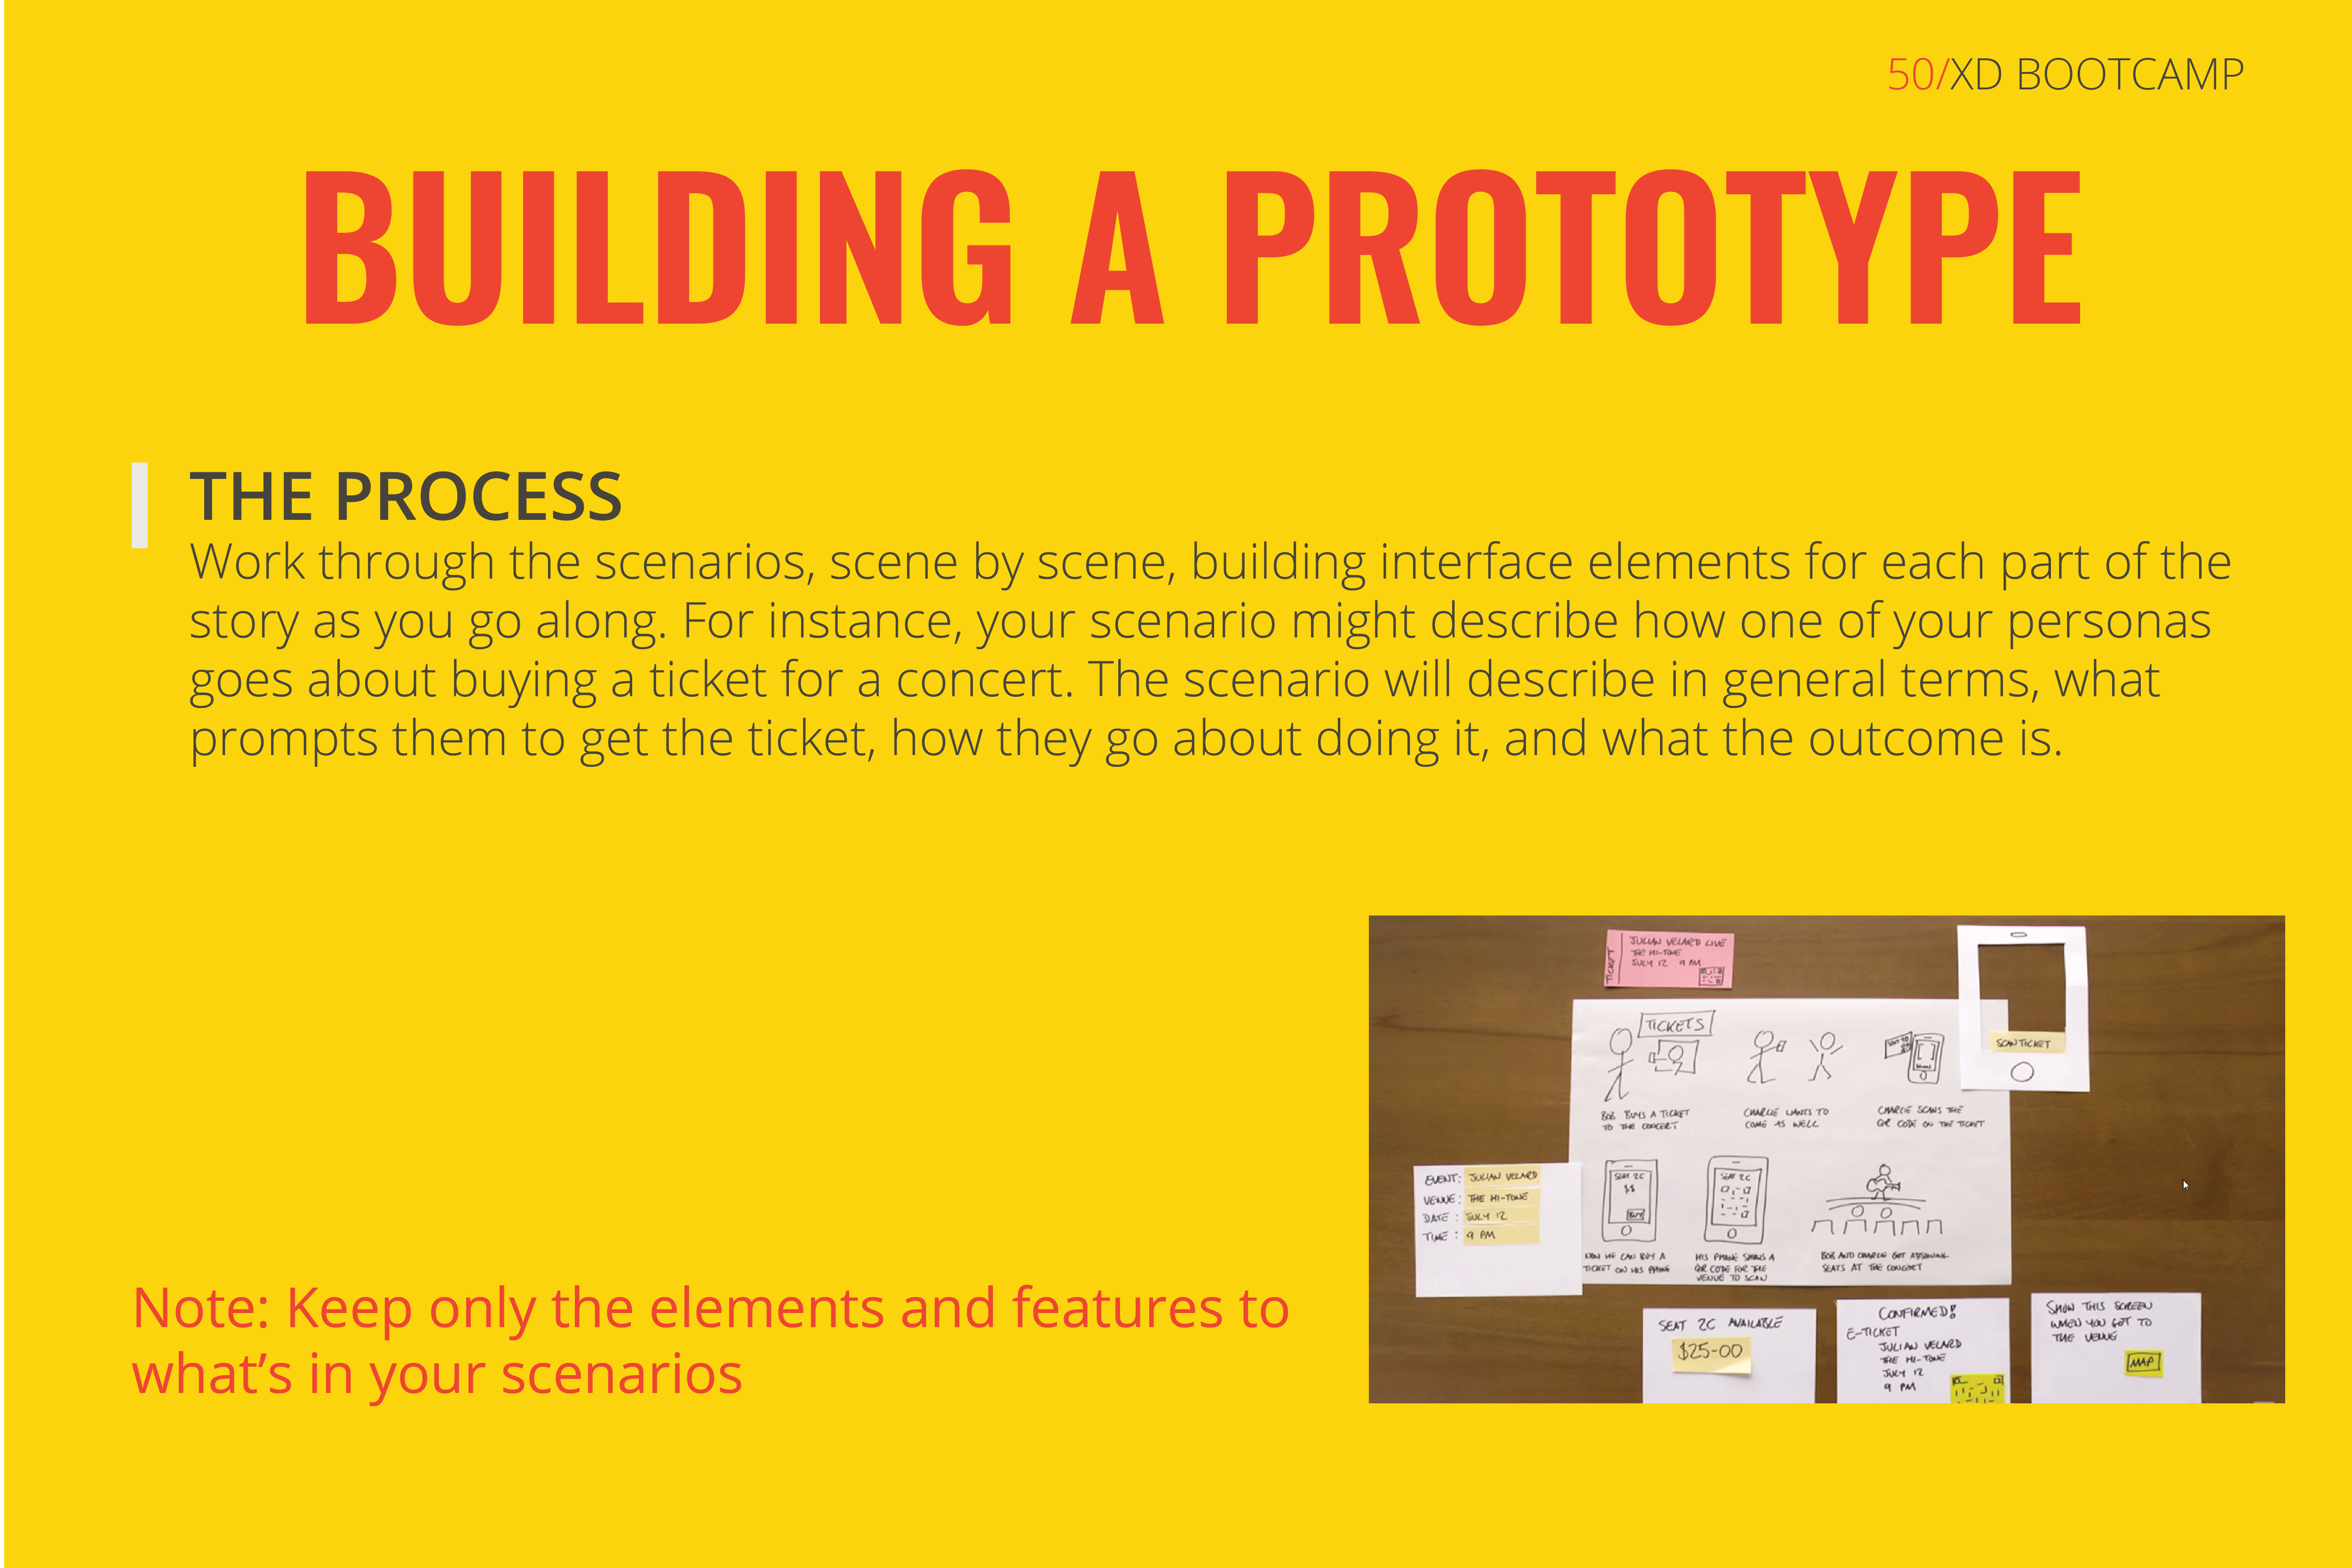 50/XD BOOTCAMP
BUILDING A PROTOTYPE
THE PROCESS
Work through the scenarios, scene by scene, building interface elements for each part of the
story as you go along. For instance, your scenario might describe how one of your personas
goes about buying a ticket for a concert. The scenario will describe in general terms, what
prompts them to get the ticket, how they go about doing it, and what the outcome is.
Note: Keep only the elements and features to
what’s in your scenarios
TICKET
JULIAN VELARD LIVE
THE HI-TONE
JULY 12 9 PM
SCAN TICKET
TICKETS
BOB BUYS A TICKET
TO THE CONCERT
CHARLIE WANTS TO
COME AS WELL
CHARLIE SCANS THE
QR CODE ON THE TICKET
SEAT 2C
$$
BUY
NOW HE CAN BUY A
TICKET ON HIS PHONE
SEAT 2C
HIS PHONE SHOWS A
QR CODE FOR THE
VENUE TO SCAN
BOB AND CHARLIE GET ADJOINING
SEATS AT THE CONCERT
EVENT: JULIAN VELARD
VENUE: THE HI-TONE
DATE: JULY 12
TIME: 9 PM
SEAT 2C AVAILABLE
$25-00
CONFIRMED!
E-TICKET
JULIAN VELARD
THE HI-TONE
JULY 12
9 PM
SHOW THIS SCREEN
WHEN YOU GET TO
THE VENUE
MAP